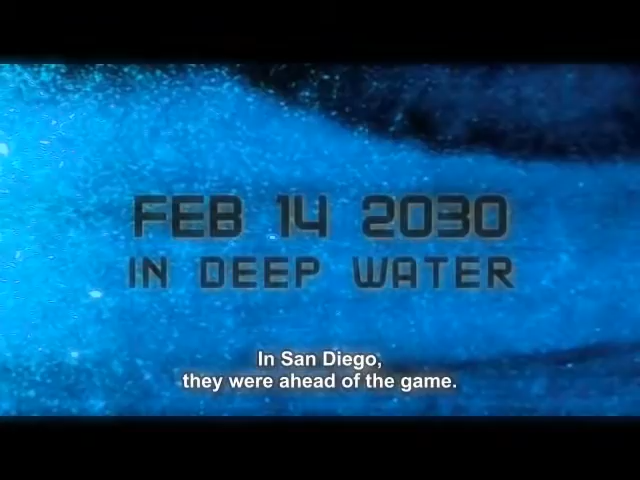 FEB 14 2030
IN DEEP WATER
In San Diego,
they were ahead of the game.